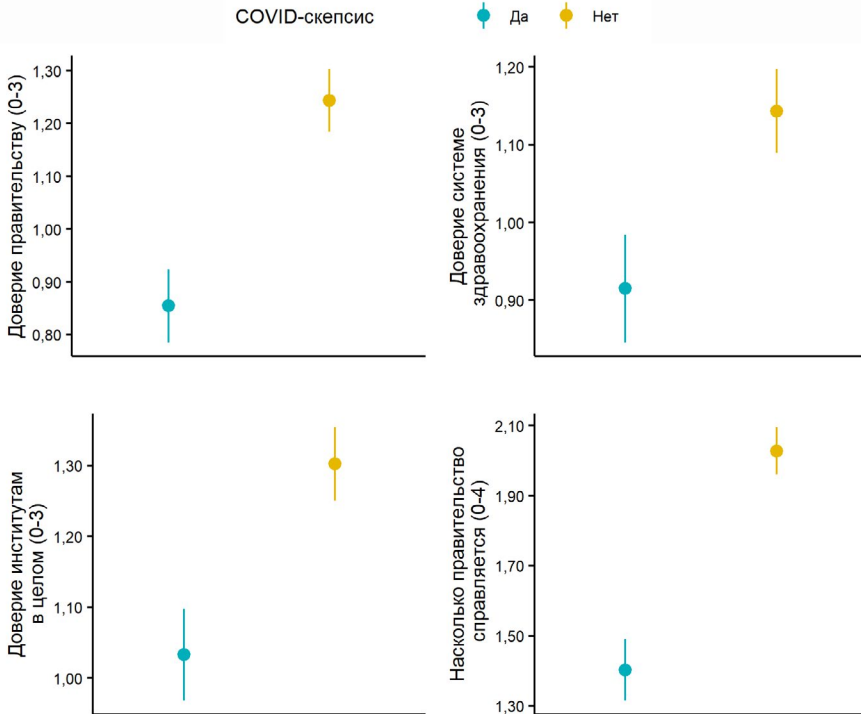 COVID-скепсис
Да
Нет
Доверие правительству (0-3)
1,30
1,20
1,10
1,00
0,90
0,80
Доверие системе
здравоохранения (0-3)
1,20
1,10
1,00
0,90
Доверие институтам
в целом (0-3)
1,30
1,20
1,10
1,00
Насколько правительство
справляется (0-4)
2,10
1,90
1,70
1,50
1,30